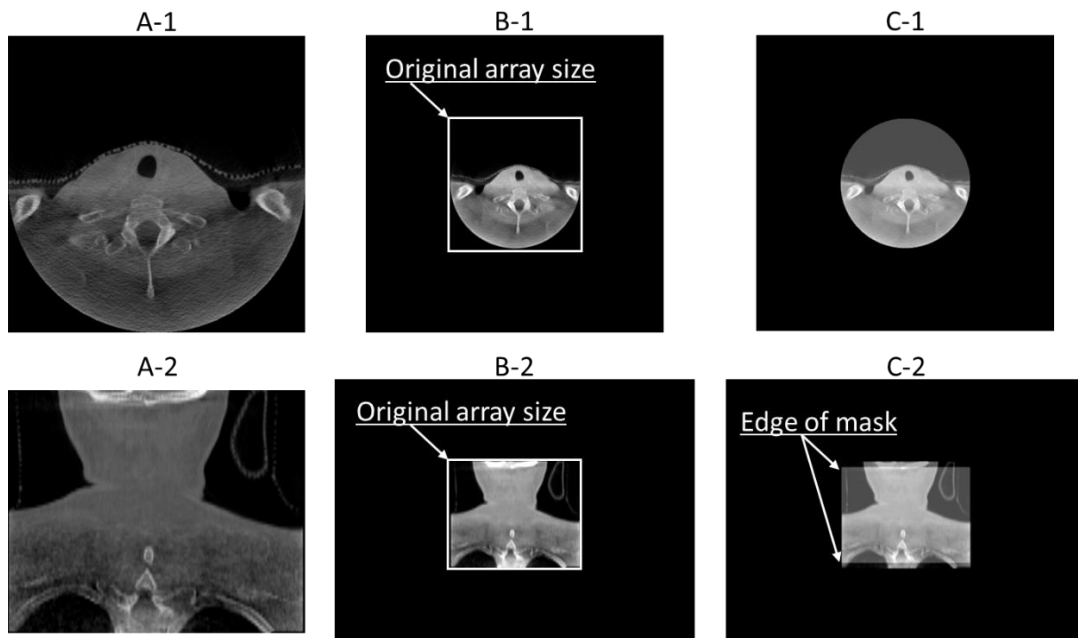 A-1
B-1
C-1
Original array size
A-2
B-2
C-2
Original array size
Edge of mask